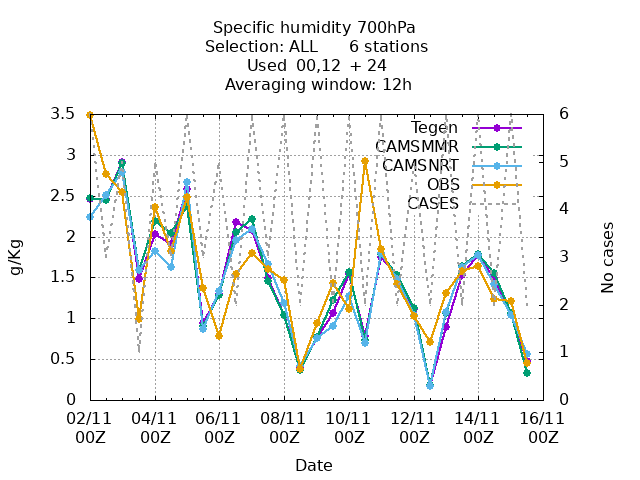 Specific humidity 700hPa
Selection: ALL 6 stations
Used 00,12 + 24
Averaging window: 12h
3.5
3
2.5
2
1.5
1
0.5
0
g/Kg
6
5
4
3
2
1
0
No cases
Tegen
CAMSMMR
CAMSNRT
OBS
CASES
02/11 04/11 06/11 08/11 10/11 12/11 14/11 16/11
00Z 00Z 00Z 00Z 00Z 00Z 00Z 00Z
Date